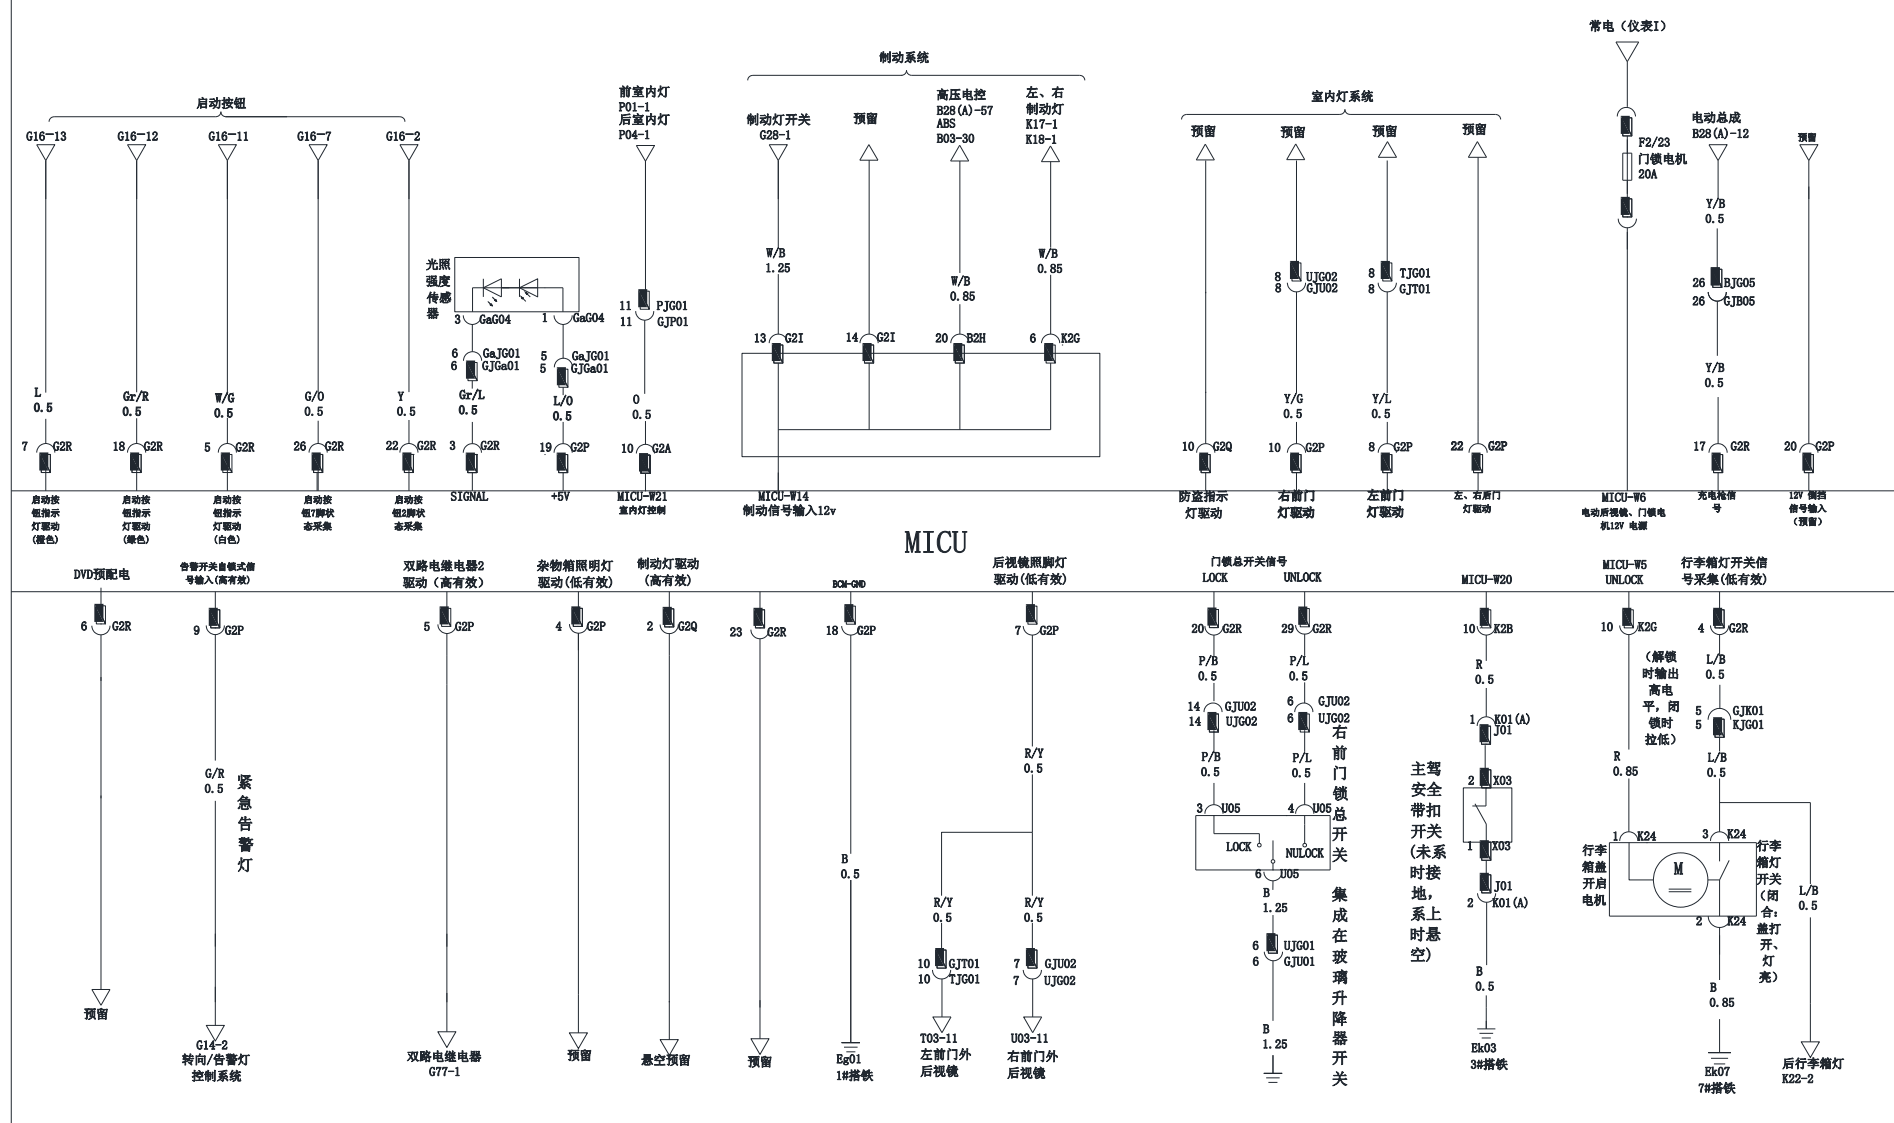 常电（仪表I）
F2/23
门锁电机
20A
制动系统
启动按钮
G16—13
G16—12
G16—11
G16—7
G16—2
前室内灯
P01-1
后室内灯
P04-1
制动灯开关
G28-1
预留
高压电控
B28(A)-57
ABS
B03-30
左、右
制动灯
K17-1
K18-1
室内灯系统
预留
预留
预留
预留
电动总成
B28(A)-12
预留
光照
强度
传感
器
3 GaG04
1 GaG04
6 GaJG01
6 GJGa01
5 GaJG01
5 GJGa01
11 PJG01
11 GJP01
W/B
1.25
W/B
0.85
W/B
0.85
8 UJG02
8 GJU02
8 TJG01
8 GJT01
Y/B
0.5
26 BJG05
26 GJB05
Y/B
0.5
13 G2I
14 G2I
20 B2H
6 K2G
L
0.5
Gr/R
0.5
W/G
0.5
G/O
0.5
Y
0.5
Gr/L
0.5
L/O
0.5
O
0.5
Y/G
0.5
Y/L
0.5
7 G2R
18 G2R
5 G2R
26 G2R
22 G2R
3 G2R
19 G2P
10 G2A
10 G2Q
10 G2P
8 G2P
22 G2P
17 G2R
20 G2P
启动按
钮指示
灯驱动
(橙色)
启动按
钮指示
灯驱动
(绿色)
启动按
钮指示
灯驱动
(白色)
启动按
钮7脚状
态采集
启动按
钮2脚状
态采集
SIGNAL
+5V
MICU-W21
室内灯控制
MICU-W14
制动信号输入12v
防盗指示
灯驱动
右前门
灯驱动
左前门
灯驱动
左、右后门
灯驱动
MICU-W6
电动后视镜、门锁电
机12V 电源
充电枪信
号
12V 倒挡
信号输入
（预留）
MICU
DVD预配电
告警开关自锁式信
号输入(高有效)
双路电继电器2
驱动（高有效）
杂物箱照明灯
驱动(低有效)
制动灯驱动
(高有效)
BCM-GND
后视镜照脚灯
驱动(低有效)
门锁总开关信号
LOCK
UNLOCK
MICU-W20
MICU-W5
UNLOCK
行李箱灯开关信
号采集(低有效)
6 G2R
9 G2P
5 G2P
4 G2P
2 G2Q
23 G2R
18 G2P
7 G2P
20 G2R
29 G2R
10 K2B
10 K2G
4 G2R
P/B
0.5
P/L
0.5
R
0.5
（解锁
时输出
高电
平，闭
锁时
拉低）
L/B
0.5
14 GJU02
14 UJG02
6 GJU02
6 UJG02
1 K01(A)
J01
5 GJK01
5 KJG01
G/R
0.5
紧
急
告
警
灯
R/Y
0.5
P/B
0.5
P/L
0.5
右
前
门
锁
总
开
关
集
成
在
玻
璃
升
降
器
开
关
主驾
安全
带扣
开关
(未系
时接
地，
系上
时悬
空)
2 X03
1 X03
J01
2 K01(A)
R
0.85
L/B
0.5
3 U05
4 U05
LOCK
NULOCK
6 U05
B
1.25
6 UJG01
6 GJU01
B
1.25
1 K24
3 K24
行李
箱盖
开启
电机
M
行李
箱灯
开关
（闭
合：
盖打
开、
灯
亮）
2 K24
L/B
0.5
B
0.5
R/Y
0.5
R/Y
0.5
10 GJT01
10 TJG01
7 GJU02
7 UJG02
B
0.5
B
0.85
预留
G14-2
转向/告警灯
控制系统
双路电继电器
G77-1
预留
悬空预留
预留
Eg01
1#搭铁
T03-11
左前门外
后视镜
U03-11
右前门外
后视镜
Ek03
3#搭铁
Ek07
7#搭铁
后行李箱灯
K22-2